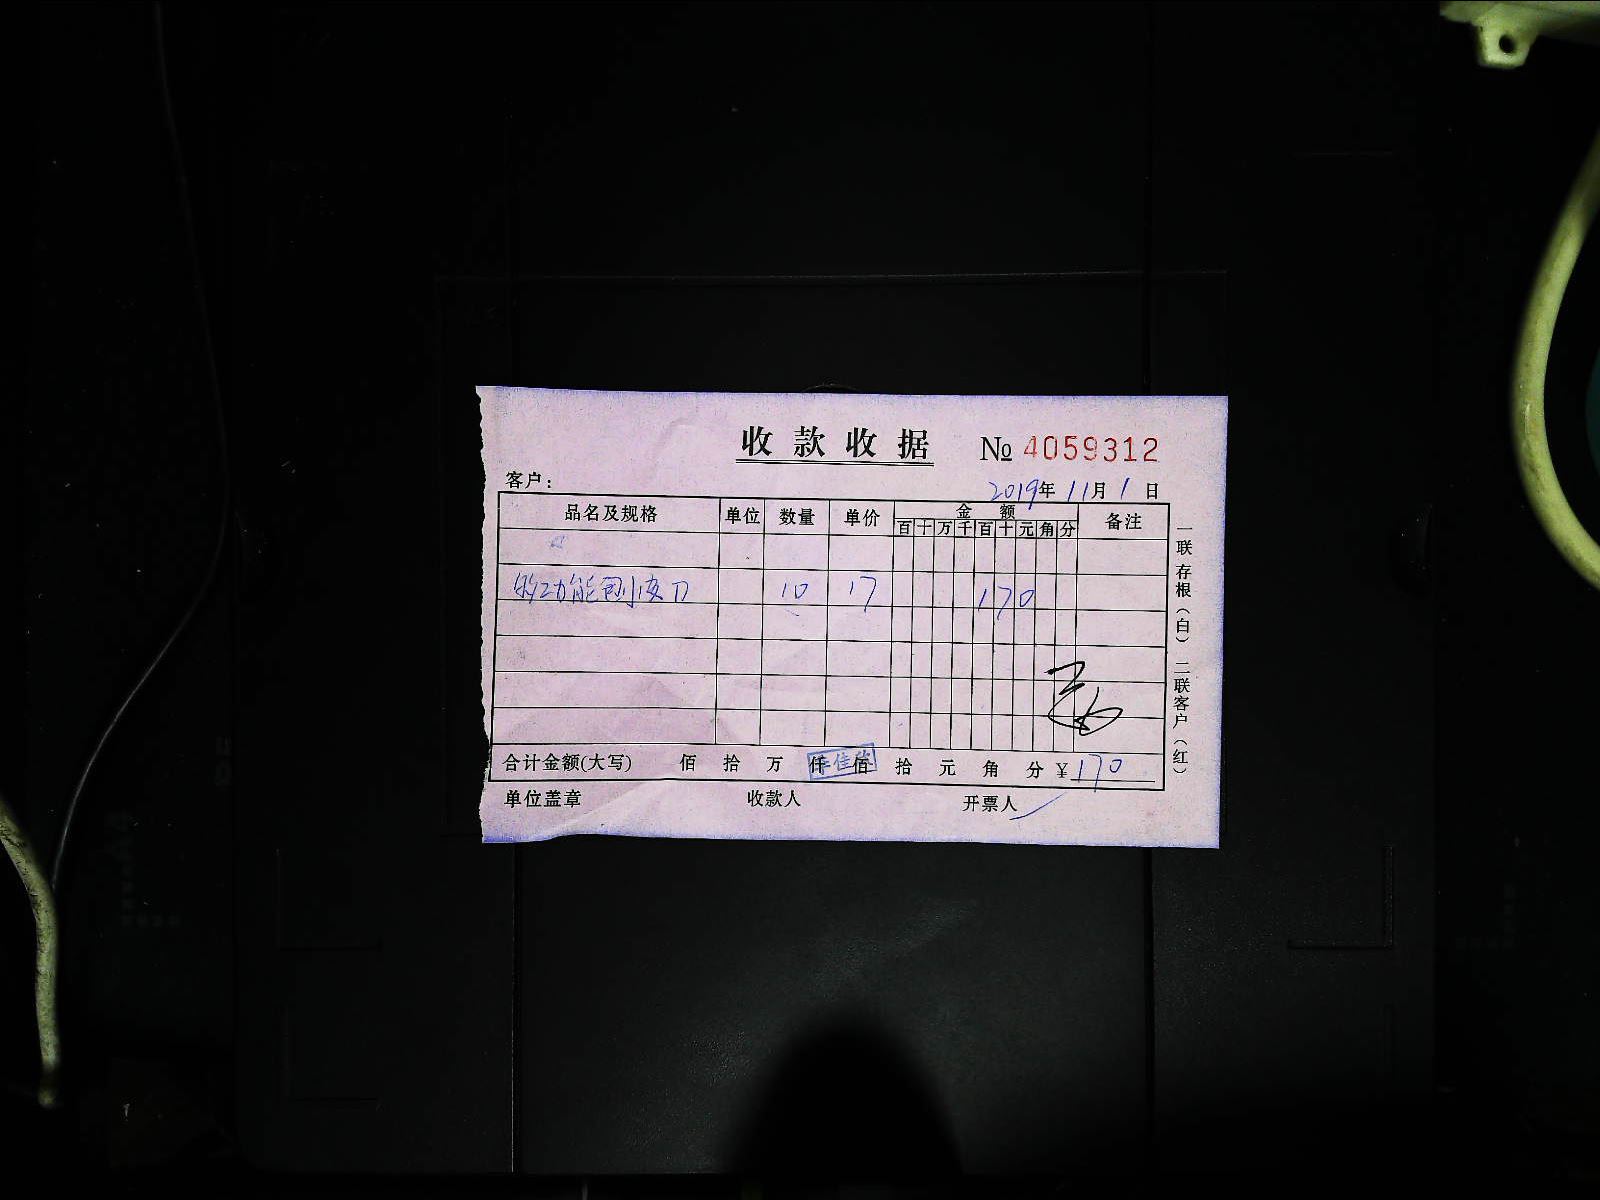 收款收据 № 4059312
客户：
2019年11月1日
品名及规格 单位 数量 单价 金额 备注
百十万千百十元角分
多功能刨皮刀 10 17 170
合计金额(大写) 佰 拾 万 仟 佰 拾 元 角 分 ¥170
单位盖章 收款人 开票人
一联存根（白） 二联客户（红）